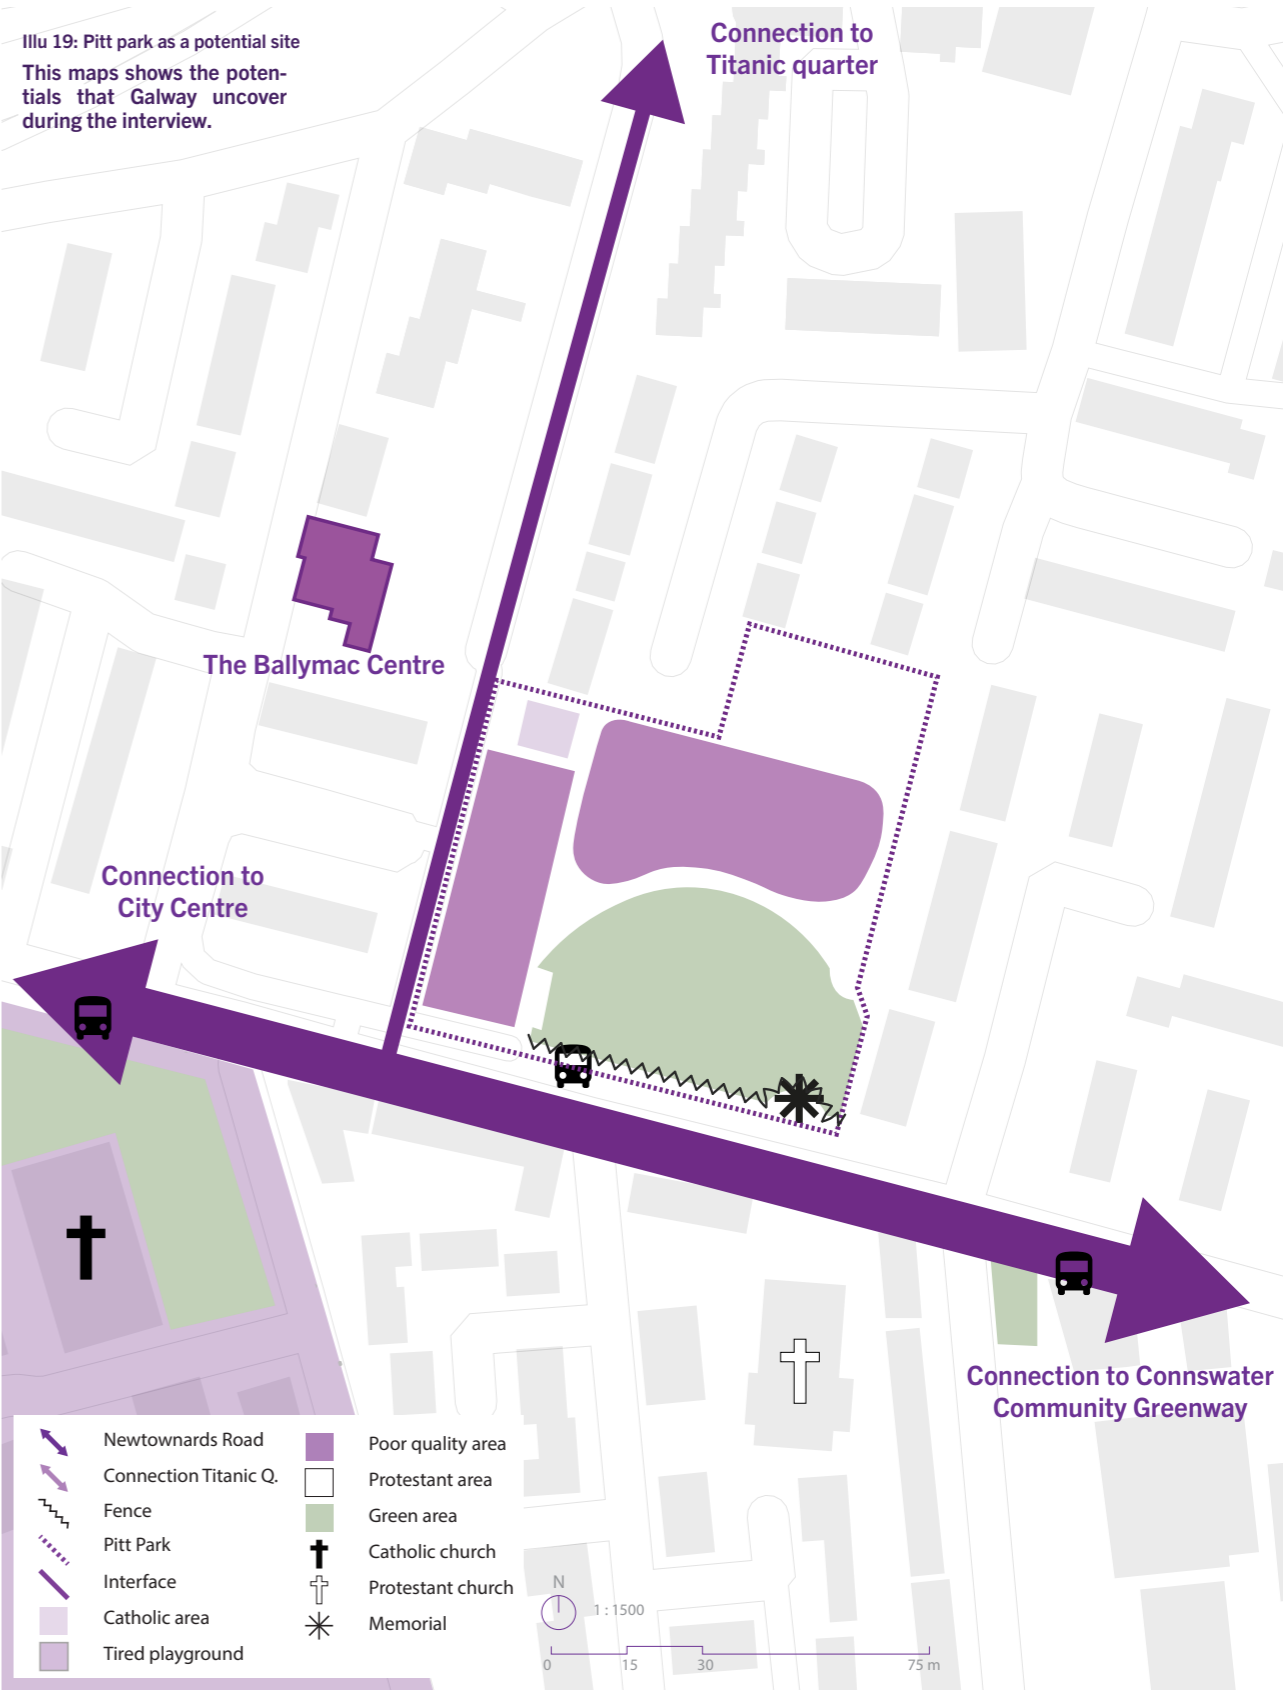 Illu 19: Pitt park as a potential site
This maps shows the poten-
tials that Galway uncover
during the interview.
Connection to
Titanic quarter
The Ballymac Centre
Connection to
City Centre
Connection to Connswater
Community Greenway
Newtownards Road
Connection Titanic Q.
Fence
Pitt Park
Interface
Catholic area
Tired playground
Poor quality area
Protestant area
Green area
Catholic church
Protestant church
Memorial
N
1 : 1500
0 15 30 75 m